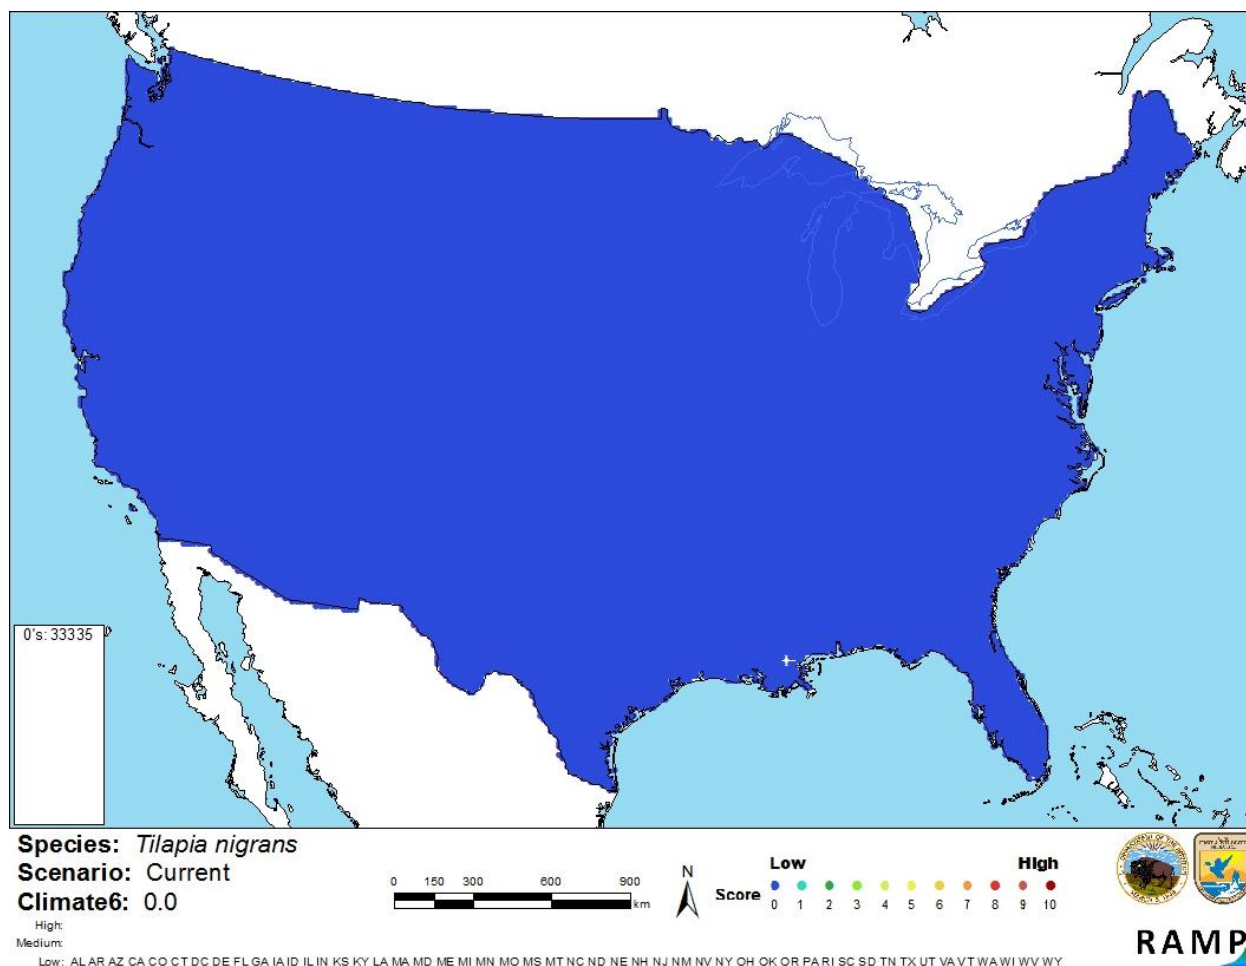 0's: 33335
Species: Tilapia nigrans
Scenario: Current
Climate6: 0.0
High:
Medium:
Low: AL AR AZ CA CO CT DC DE FL GA IA ID IL IN KS KY LA MA MD ME MI MN MO MS MT NC ND NE NH NJ NM NV NY OH OK OR PA RI SC SD TN TX UT VA VT WA WI WV WY
0 150 300 600 900
km
N
Low High
Score 0 1 2 3 4 5 6 7 8 9 10
RAMP